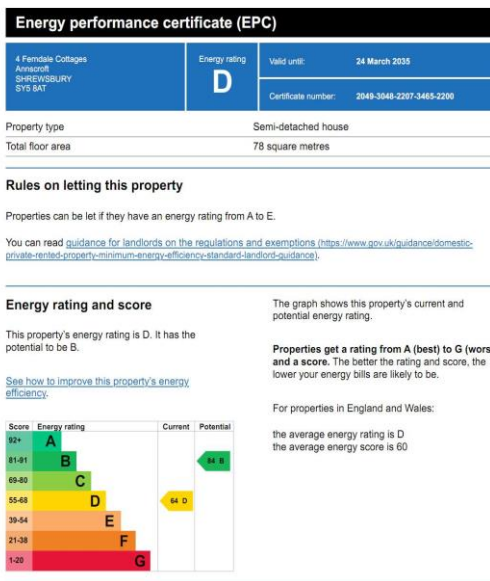 Energy performance certificate (EPC)
4 Ferndale Cottages
Annscroft
SHREWSBURY
SY5 8AT
Energy rating
D
Valid until: 24 March 2035
Certificate number: 2049-3048-2207-3465-2200
Property type Semi-detached house
Total floor area 78 square metres
Rules on letting this property
Properties can be let if they have an energy rating from A to E.
You can read guidance for landlords on the regulations and exemptions (https://www.gov.uk/guidance/domestic-
private-rented-property-minimum-energy-efficiency-standard-landlord-guidance).
Energy rating and score
This property's energy rating is D. It has the
potential to be B.
See how to improve this property's energy
efficiency.
Score Energy rating Current Potential
92+ A
81-91 B 84 B
69-80 C
55-68 D 64 D
39-54 E
21-38 F
1-20 G
The graph shows this property's current and
potential energy rating.
Properties get a rating from A (best) to G (wors
and a score. The better the rating and score, the
lower your energy bills are likely to be.
For properties in England and Wales:
the average energy rating is D
the average energy score is 60